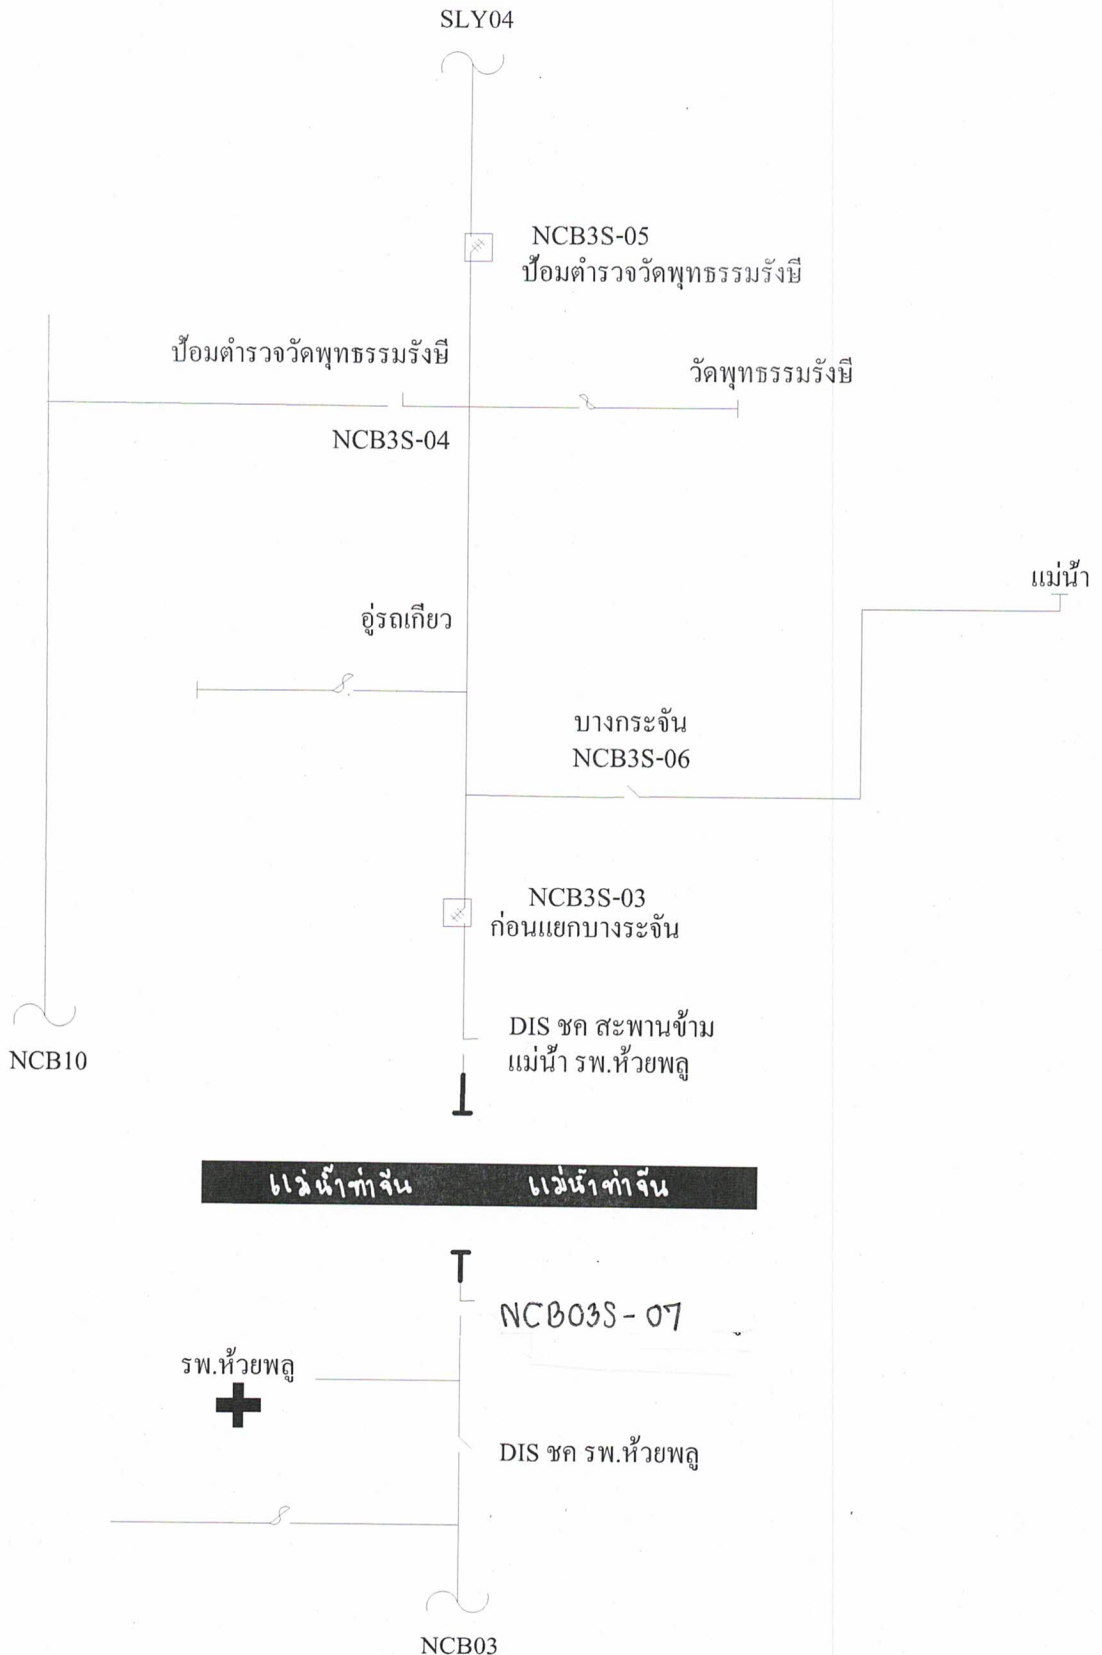 SLY04
NCB3S-05
ป้อมตำรวจวัดพุทธรรมรังษี
ป้อมตำรวจวัดพุทธรรมรังษี
วัดพุทธรรมรังษี
NCB3S-04
แม่น้ำ
อู่รถเกียว
บางกระจัน
NCB3S-06
NCB3S-03
ก่อนแยกบางระจัน
DIS ชค สะพานข้าม
แม่น้ำ รพ.ห้วยพลู
NCB10
แม่น้ำท่าจีน แม่น้ำท่าจีน
NCB03S-07
รพ.ห้วยพลู
DIS ชค รพ.ห้วยพลู
NCB03